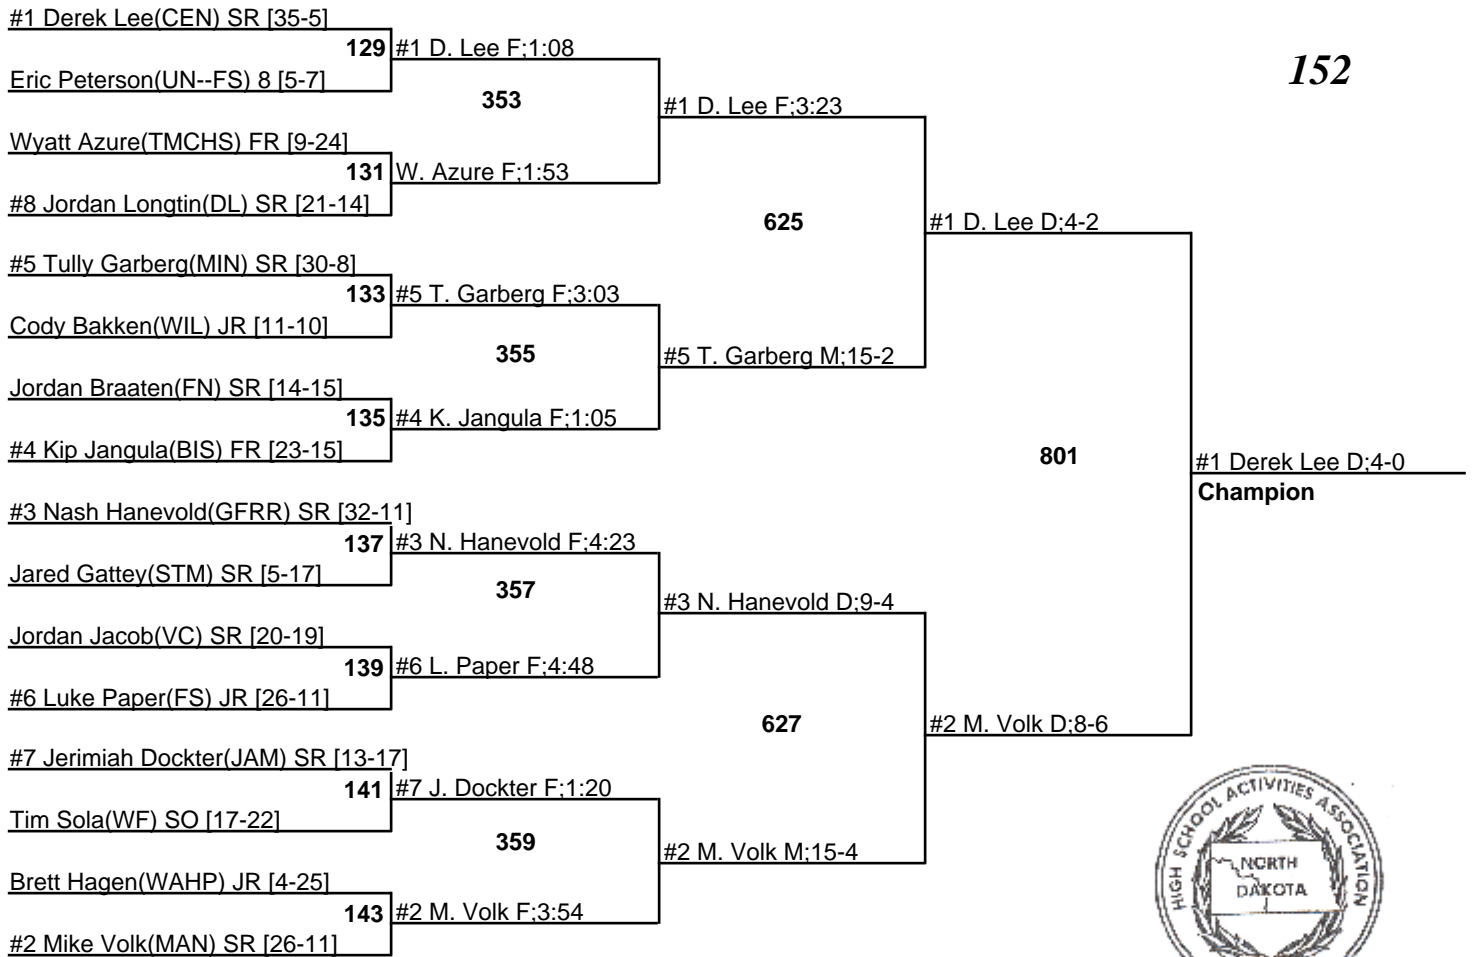 #1 Derek Lee(CEN) SR [35-5]
129
#1 D. Lee F;1:08
Eric Peterson(UN--FS) 8 [5-7]
353
#1 D. Lee F;3:23
152
Wyatt Azure(TMCHS) FR [9-24]
131
W. Azure F;1:53
#8 Jordan Longtin(DL) SR [21-14]
625
#1 D. Lee D;4-2
#5 Tully Garberg(MIN) SR [30-8]
133
#5 T. Garberg F;3:03
Cody Bakken(WIL) JR [11-10]
355
#5 T. Garberg M;15-2
Jordan Braaten(FN) SR [14-15]
135
#4 K. Jangula F;1:05
#4 Kip Jangula(BIS) FR [23-15]
801
#1 Derek Lee D;4-0
Champion
#3 Nash Hanevold(GFRR) SR [32-11]
137
#3 N. Hanevold F;4:23
Jared Gattey(STM) SR [5-17]
357
#3 N. Hanevold D;9-4
Jordan Jacob(VC) SR [20-19]
139
#6 L. Paper F;4:48
#6 Luke Paper(FS) JR [26-11]
627
#2 M. Volk D;8-6
#7 Jerimiah Dockter(JAM) SR [13-17]
141
#7 J. Dockter F;1:20
Tim Sola(WF) SO [17-22]
359
#2 M. Volk M;15-4
Brett Hagen(WAHP) JR [4-25]
143
#2 M. Volk F;3:54
#2 Mike Volk(MAN) SR [26-11]
HIGH SCHOOL ACTIVITIES ASSOCIATION
NORTH
DAKOTA